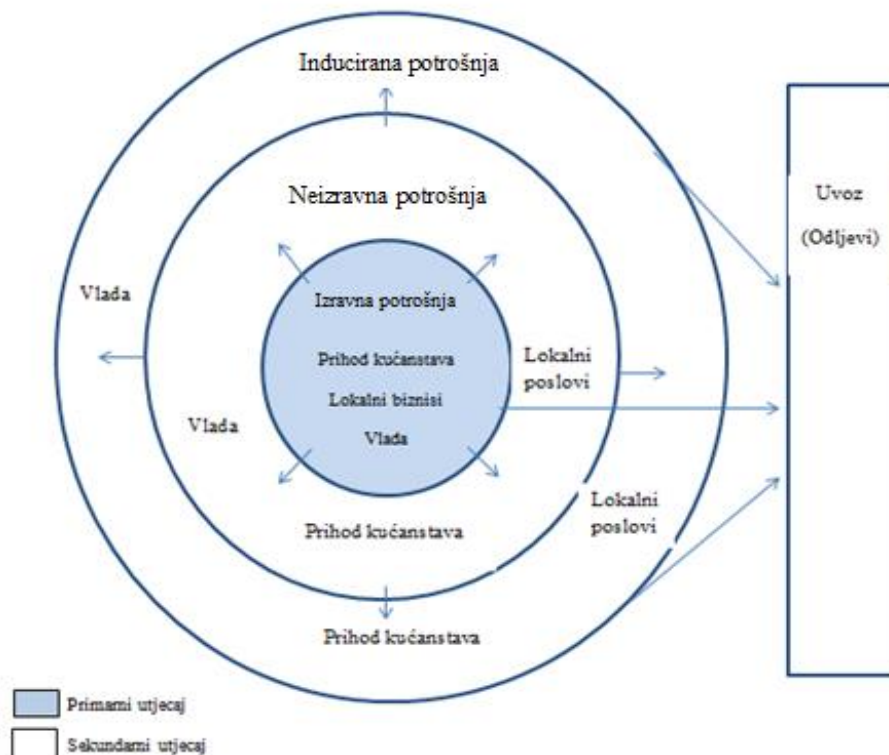 Inducirana potrošnja
Neizravna potrošnja
Uvoz
(Odljevi)
Vlada
Izravna potrošnja
Prihod kućanstava
Lokalni biznisi
Vlada
Lokalni
poslovi
Vlada
Lokalni
poslovi
Prihod kućanstava
Prihod kućanstava
Primarni utjecaj
Sekundarni utjecaj